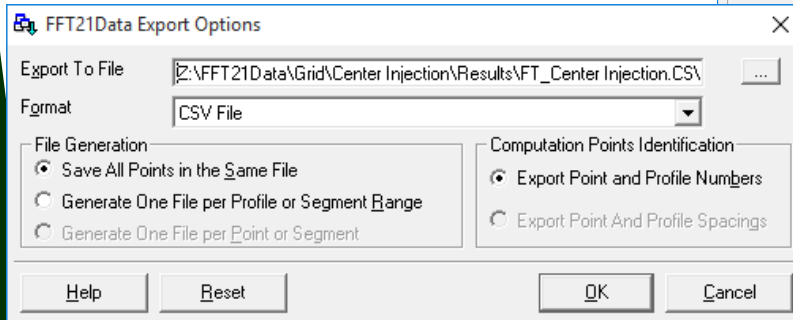 FFT21Data Export Options
Export To File
Z:\FFT21Data\Grid\Center Injection\Results\FT_Center Injection.CS\
...
Format
CSV File
File Generation
Save All Points in the Same File
Generate One File per Profile or Segment Range
Generate One File per Point or Segment
Computation Points Identification
Export Point and Profile Numbers
Export Point And Profile Spacings
Help
Reset
OK
Cancel